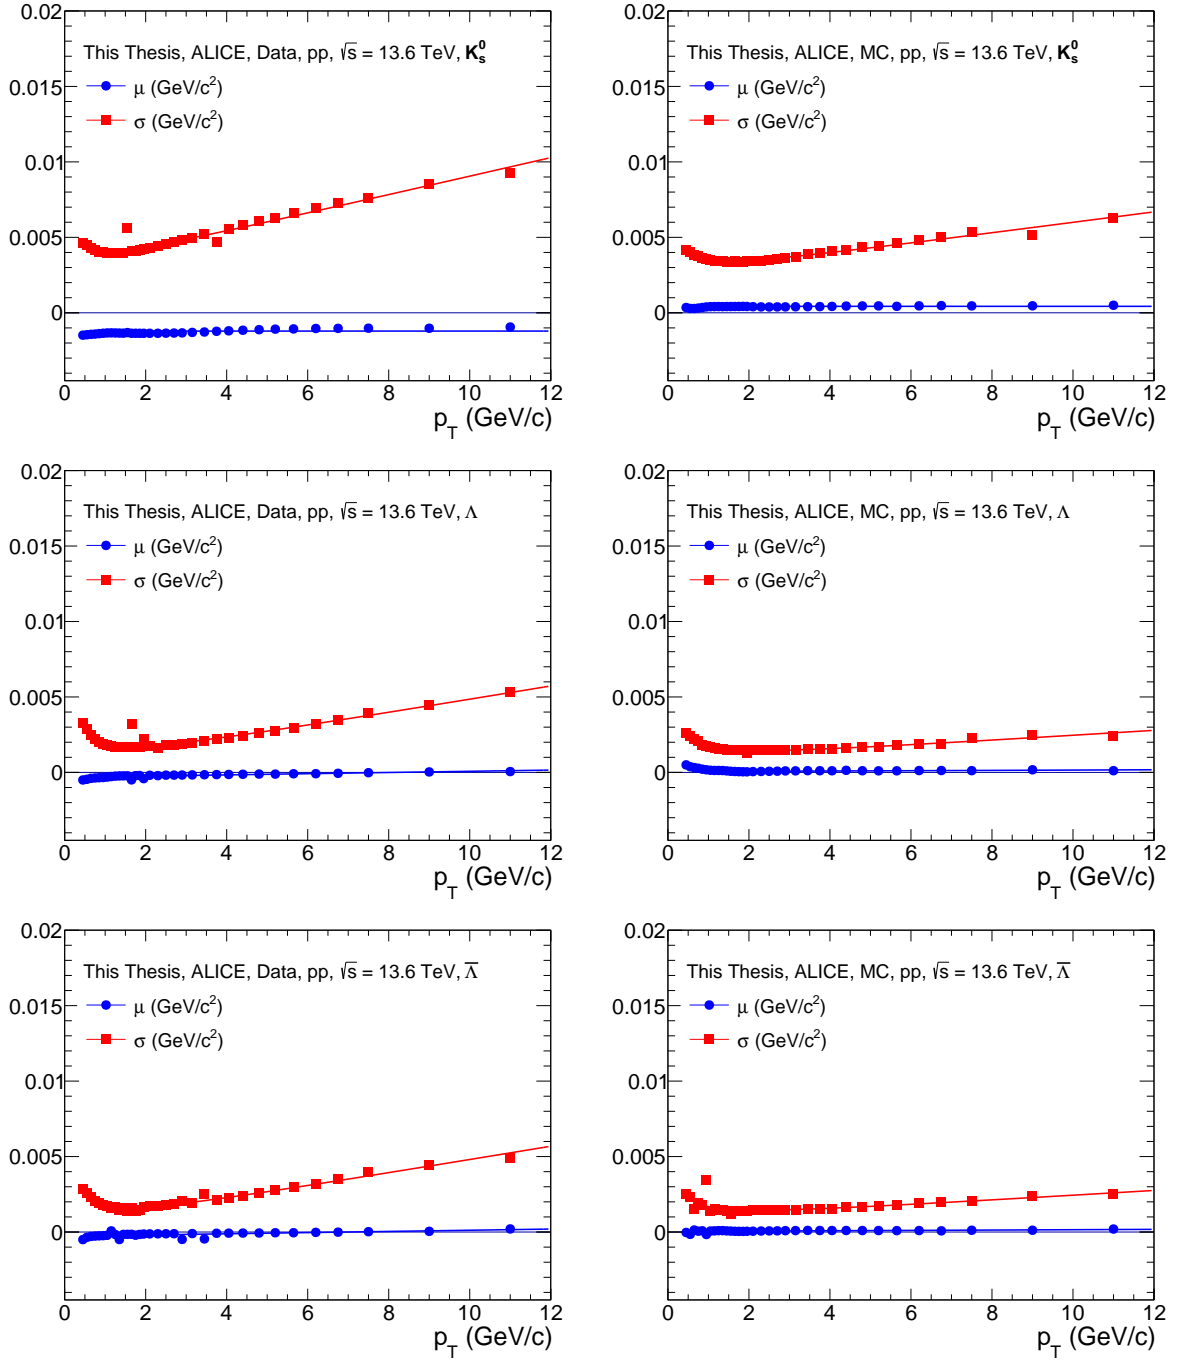 0.02
This Thesis, ALICE, Data, pp, √s = 13.6 TeV, K⁰ₛ
μ (GeV/c²)
σ (GeV/c²)
0.015
0.01
0.005
0
0 2 4 6 8 10 12
p_T (GeV/c)
0.02
This Thesis, ALICE, MC, pp, √s = 13.6 TeV, K⁰ₛ
μ (GeV/c²)
σ (GeV/c²)
0.015
0.01
0.005
0
0 2 4 6 8 10 12
p_T (GeV/c)
0.02
This Thesis, ALICE, Data, pp, √s = 13.6 TeV, Λ
μ (GeV/c²)
σ (GeV/c²)
0.015
0.01
0.005
0
0 2 4 6 8 10 12
p_T (GeV/c)
0.02
This Thesis, ALICE, MC, pp, √s = 13.6 TeV, Λ
μ (GeV/c²)
σ (GeV/c²)
0.015
0.01
0.005
0
0 2 4 6 8 10 12
p_T (GeV/c)
0.02
This Thesis, ALICE, Data, pp, √s = 13.6 TeV, Λ̅
μ (GeV/c²)
σ (GeV/c²)
0.015
0.01
0.005
0
0 2 4 6 8 10 12
p_T (GeV/c)
0.02
This Thesis, ALICE, MC, pp, √s = 13.6 TeV, Λ̅
μ (GeV/c²)
σ (GeV/c²)
0.015
0.01
0.005
0
0 2 4 6 8 10 12
p_T (GeV/c)